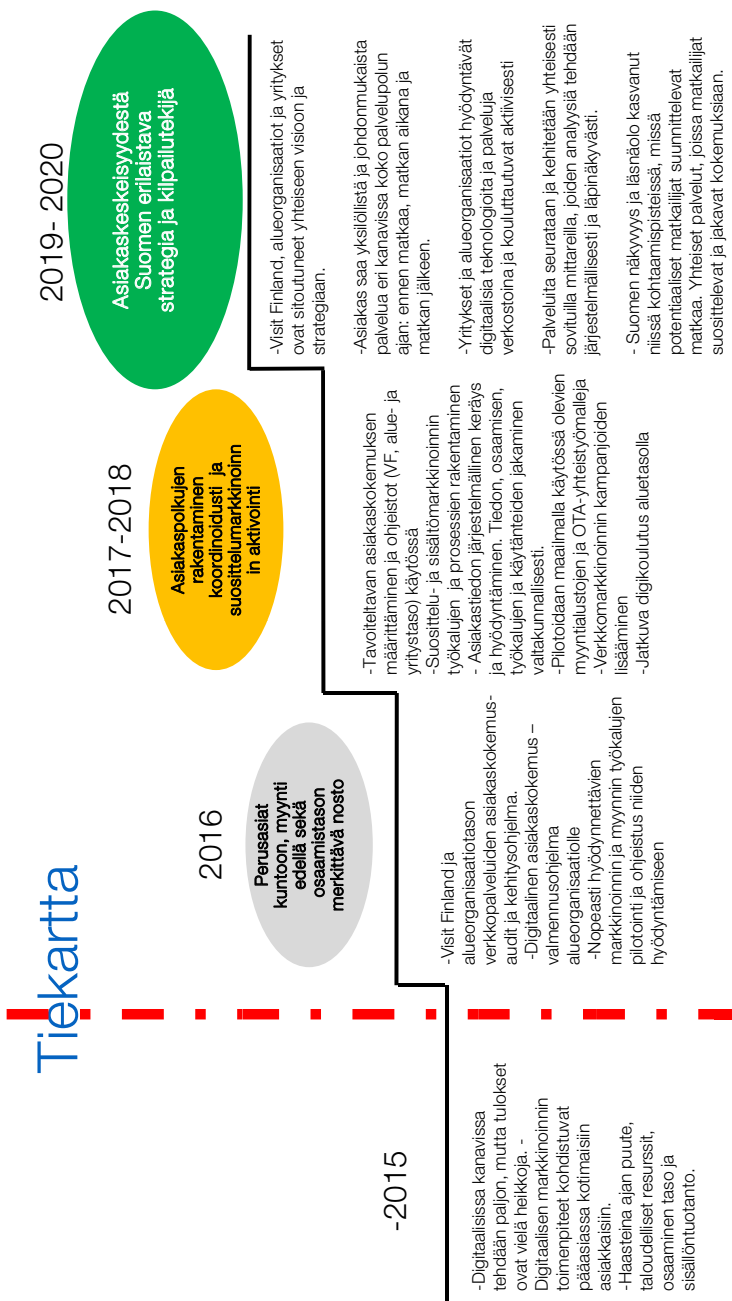 Tiekartta
-2015
-Digitaalisissa kanavissa
tehdään paljon, mutta tulokset
ovat vielä heikkoja. -
Digitaalisen markkinoinnin
toimenpiteet kohdistuvat
pääasiassa kotimaisiin
asiakkaisiin.
-Haasteina ajan puute,
taloudelliset resurssit,
osaaminen taso ja
sisällöntuotanto.
2016
Perusasiat
kuntoon, myynti
edellä sekä
osaamistason
merkittävä nosto
-Visit Finland ja
alueorganisaatiotason
verkkopalveluiden asiakaskokemus-
audit ja kehitysohjelma.
-Digitaalinen asiakaskokemus –
valmennusohjelma
alueorganisaatiolle
-Nopeasti hyödynnettävien
markkinoinnin ja myynnin työkalujen
pilotointi ja ohjeistus niiden
hyödyntämiseen
2017-2018
Asiakaspolkujen
rakentaminen
koordinoidusti ja
suosittelumarkkinoinn
in aktivointi
-Tavoiteltavan asiakaskokemuksen
määrittäminen ja ohjeistot (VF, alue- ja
yritystaso) käytössä
-Suosittelu- ja sisältömarkkinoinnin
työkalujen ja prosessien rakentaminen
- Asiakastiedon järjestelmällinen keräys
ja hyödyntäminen. Tiedon, osaamisen,
työkalujen ja käytänteiden jakaminen
valtakunnallisesti.
-Pilotoidaan maailmalla käytössä olevien
myyntialustojen ja OTA-yhteistyömalleja
-Verkkomarkkinoinnin kampanjoiden
lisääminen
-Jatkuva digikoulutus aluetasolla
2019- 2020
Asiakaskeskeisyydestä
Suomen erilaistava
strategia ja kilpailutekijä
-Visit Finland, alueorganisaatiot ja yritykset
ovat sitoutuneet yhteiseen visioon ja
strategiaan.
-Asiakas saa yksilölistä ja johdonmukaista
palvelua eri kanavissa koko palvelupolun
ajan; ennen matkaa, matkan aikana ja
matkan jälkeen.
-Yritykset ja alueorganisaatiot hyödyntävät
digitaalisia teknologioita ja palveluja
verkostoina ja kouluttautuvat aktiivisesti
-Palveluita seurataan ja kehitetään yhteisesti
sovituilla mittareilla, joiden analyysiä tehdään
järjestelmällisesti ja läpinäkyvästi.
- Suomen näkyvyys ja läsnäolo kasvanut
niissä kohtaamispisteissä, missä
potentiaaliset matkailijat suunnittelevat
matkaa. Yhteiset palvelut, joissa matkailijat
suosittelevat ja jakavat kokemuksiaan.